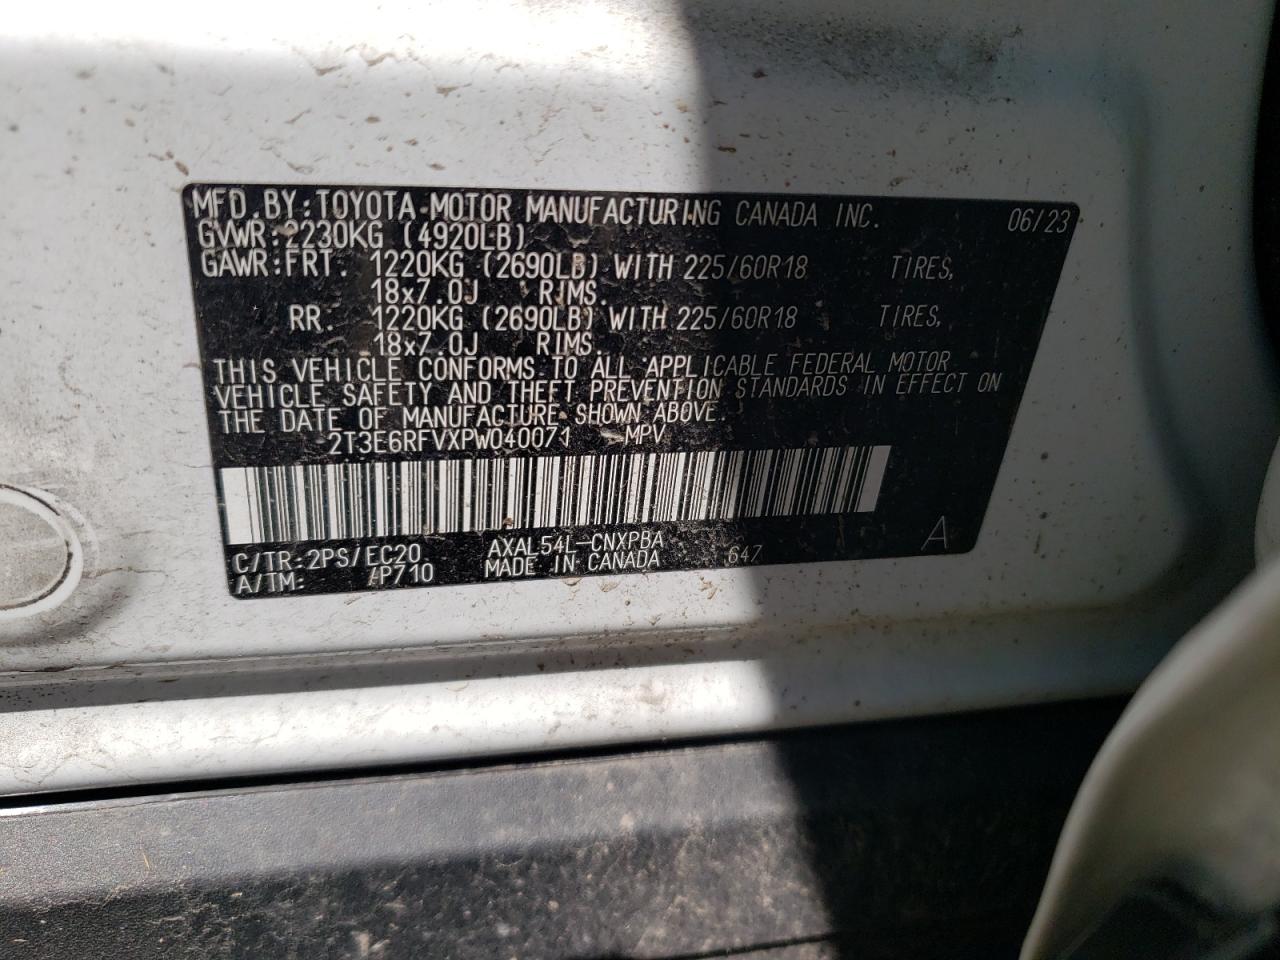 MFD.BY:TOYOTA MOTOR MANUFACTURING CANADA INC. 06/23
GVWR:2230KG (4920LB)
GAWR:FRT. 1220KG (2690LB) WITH 225/60R18 TIRES,
18x7.0J RIMS.
RR. 1220KG (2690LB) WITH 225/60R18 TIRES,
18x7.0J RIMS.
THIS VEHICLE CONFORMS TO ALL APPLICABLE FEDERAL MOTOR
VEHICLE SAFETY AND THEFT PREVENTION STANDARDS IN EFFECT ON
THE DATE OF MANUFACTURE SHOWN ABOVE.
2T3E6RFVXPW040071 MPV
C/TR:2PS/EC20 AXAL54L-CNXPBA 647 A
A/TM: /P710 MADE IN CANADA